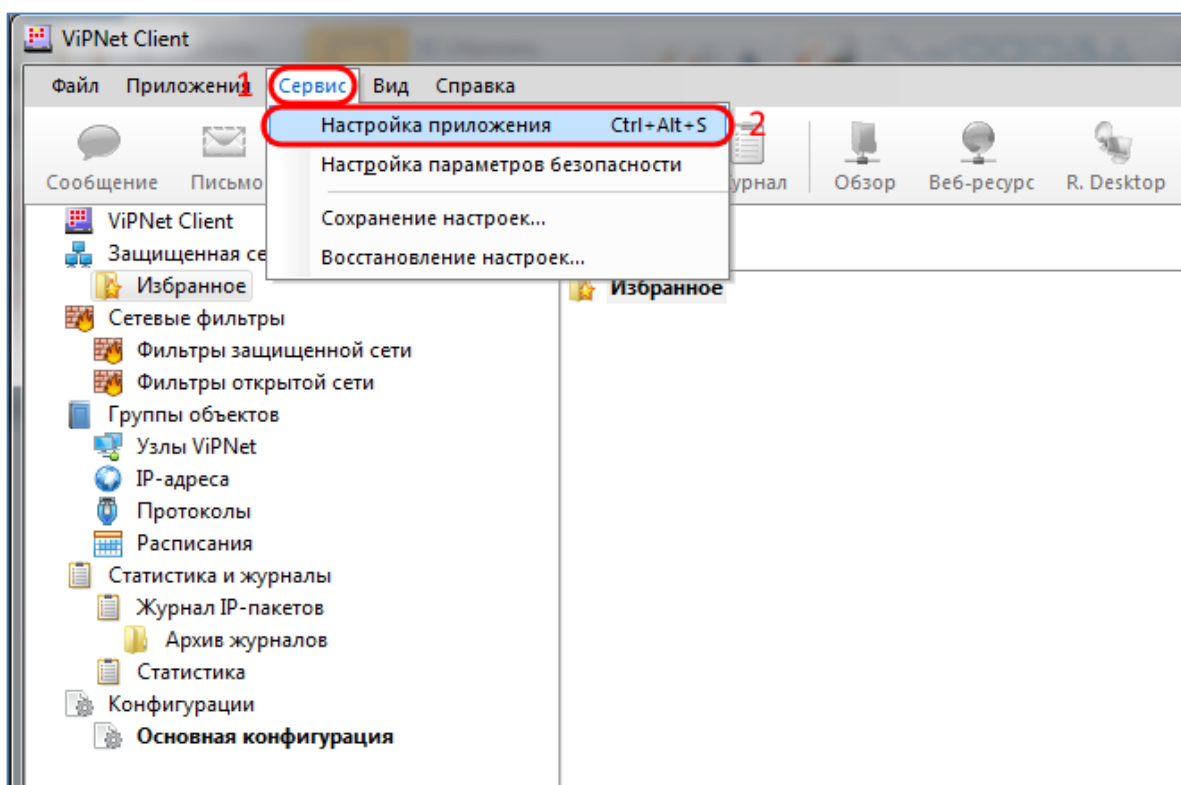 ViPNet Client
Файл Приложения 1 Сервис Вид Справка
Настройка приложения Ctrl+Alt+S 2
Настройка параметров безопасности
Сообщение Письмо Обзор Веб-ресурс R. Desktop
Сохранение настроек...
ViPNet Client
Защищенная се
Восстановление настроек...
Избранное
Избранное
Сетевые фильтры
Фильтры защищенной сети
Фильтры открытой сети
Группы объектов
Узлы ViPNet
IP-адреса
Протоколы
Расписания
Статистика и журналы
Журнал IP-пакетов
Архив журналов
Статистика
Конфигурации
Основная конфигурация